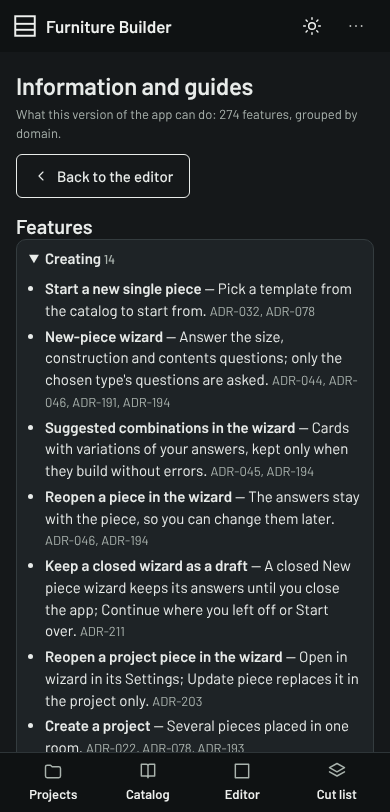 Furniture Builder
Information and guides
What this version of the app can do: 274 features, grouped by
domain.
Back to the editor
Features
Creating 14
Start a new single piece — Pick a template from
the catalog to start from. ADR-032, ADR-078
New-piece wizard — Answer the size,
construction and contents questions; only the
chosen type's questions are asked. ADR-044, ADR-
046, ADR-191, ADR-194
Suggested combinations in the wizard — Cards
with variations of your answers, kept only when
they build without errors. ADR-045, ADR-194
Reopen a piece in the wizard — The answers stay
with the piece, so you can change them later.
ADR-046, ADR-194
Keep a closed wizard as a draft — A closed New
piece wizard keeps its answers until you close
the app; Continue where you left off or Start
over. ADR-211
Reopen a project piece in the wizard — Open in
wizard in its Settings; Update piece replaces it in
the project only. ADR-203
Create a project — Several pieces placed in one
room. ADR-022, ADR-078, ADR-193
Projects Catalog Editor Cut list